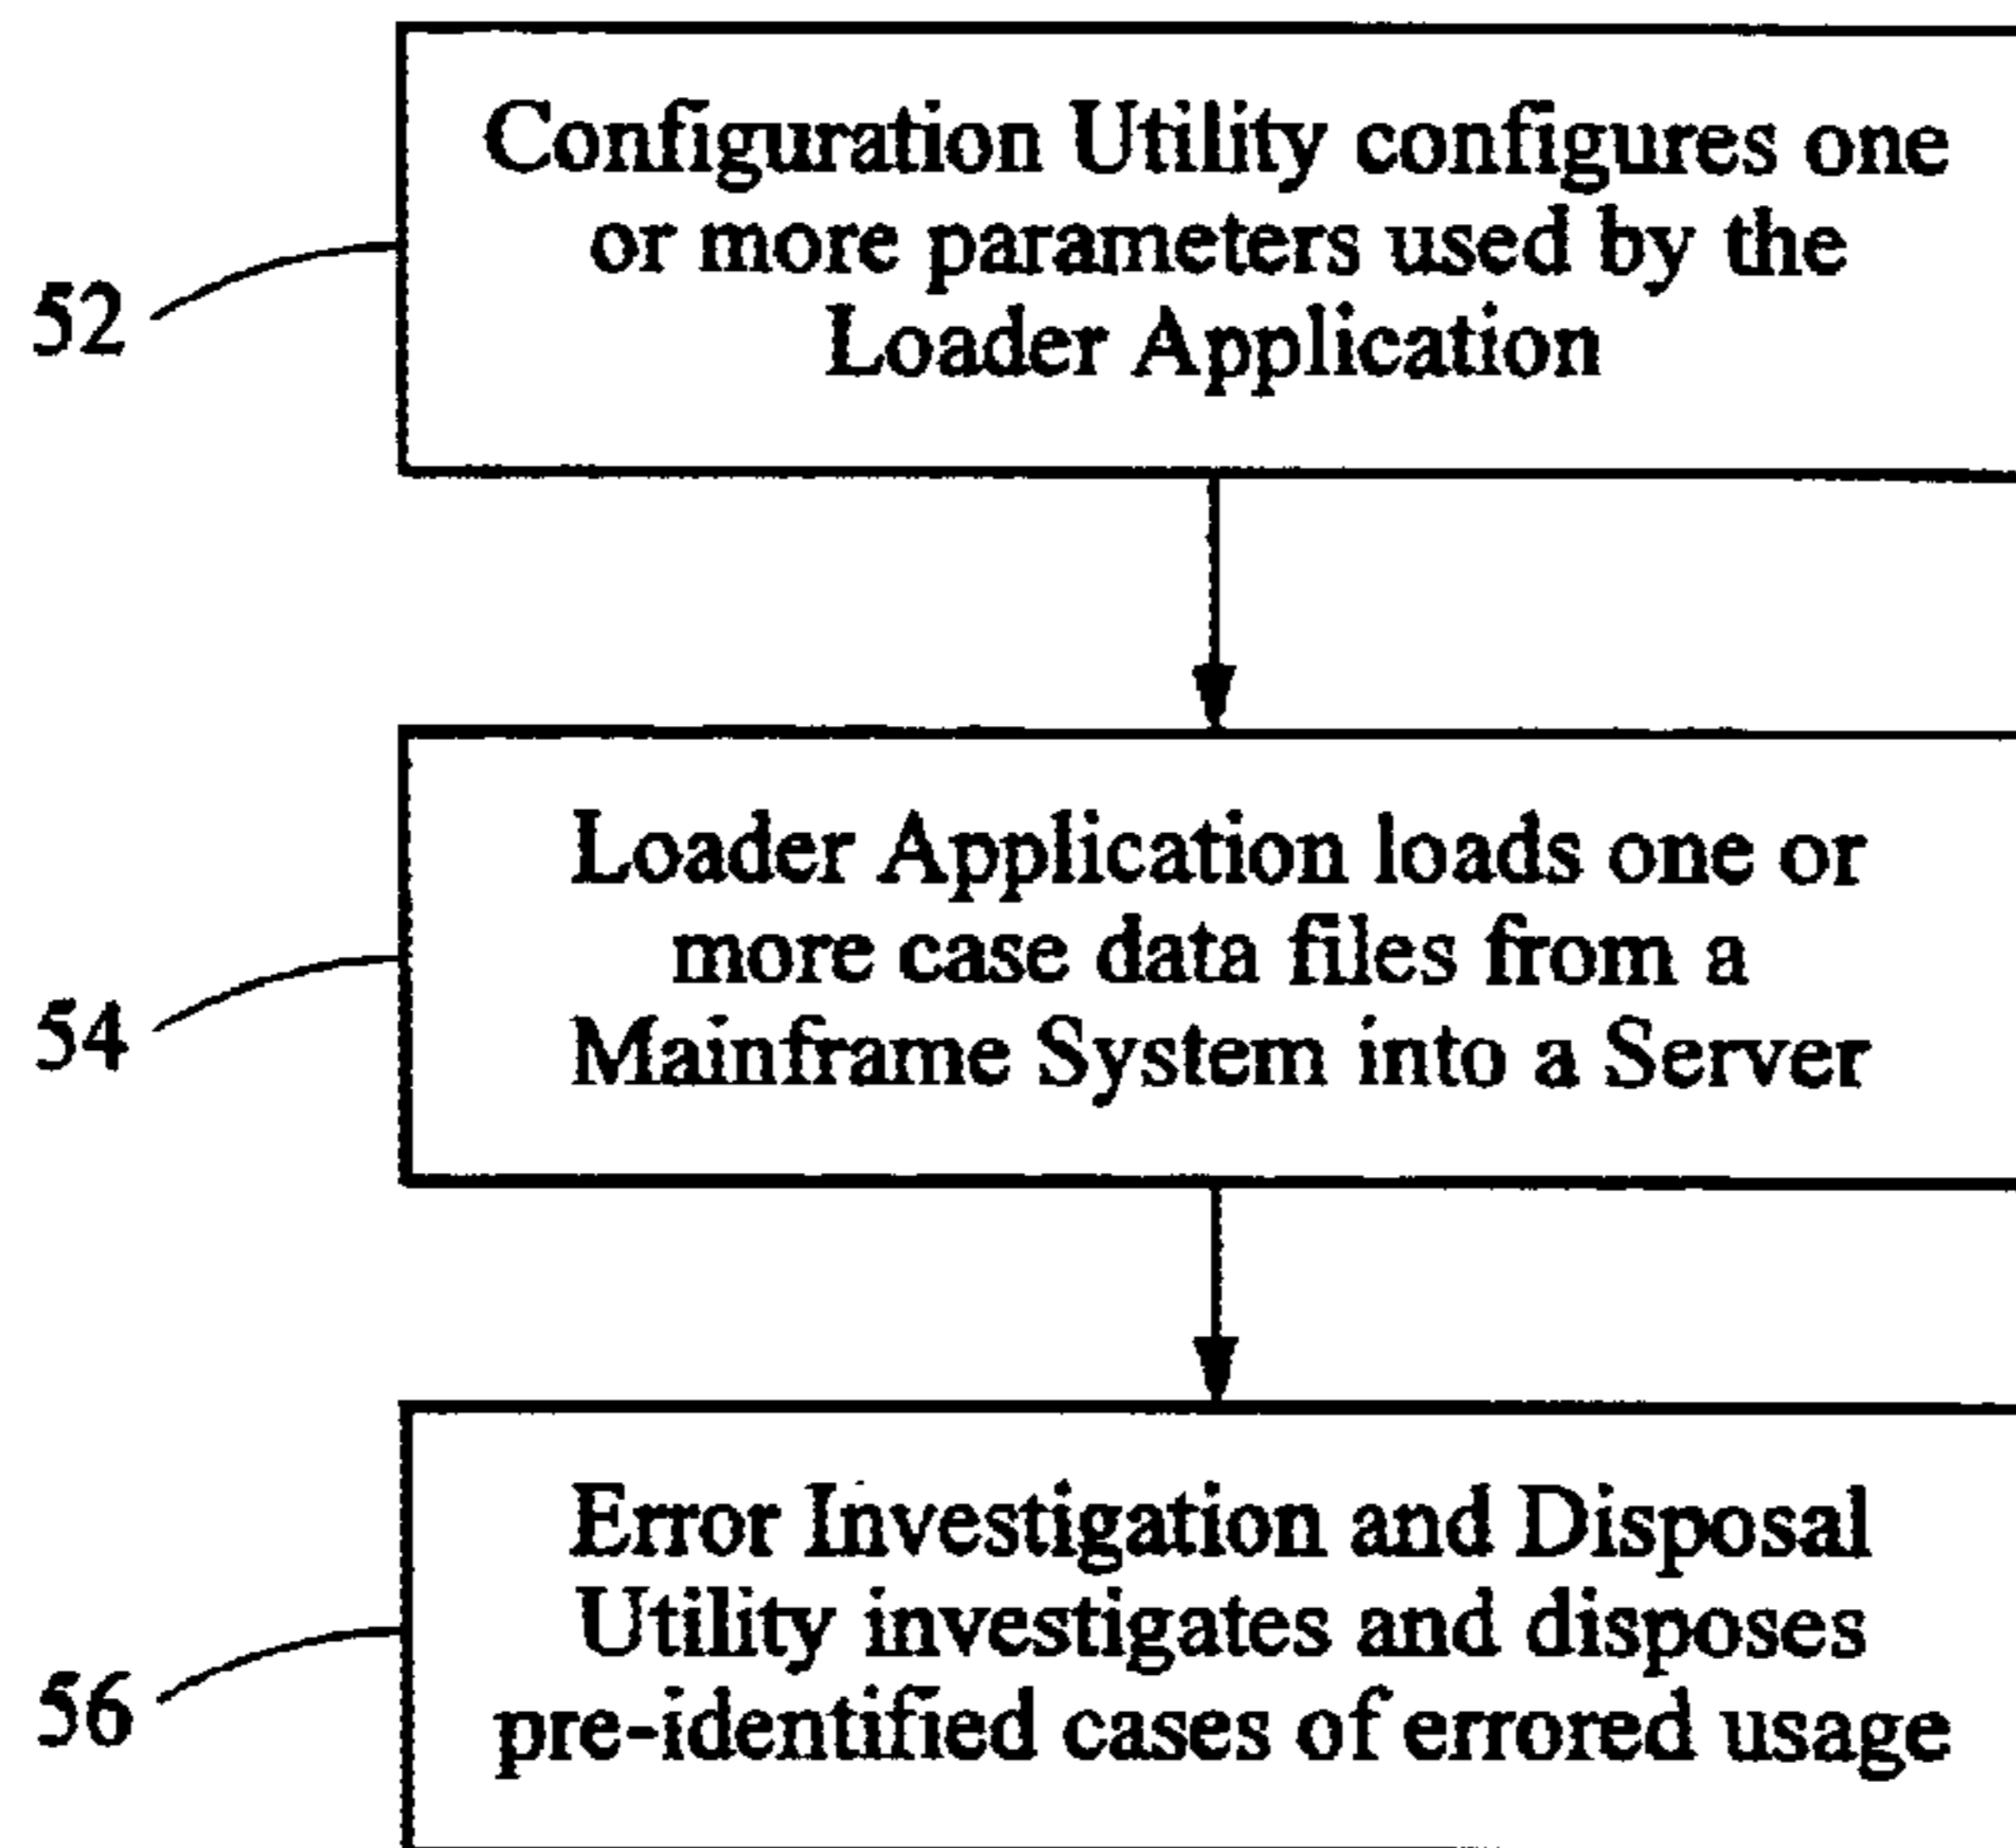 Configuration Utility configures one
or more parameters used by the
Loader Application
52
Loader Application loads one or
more case data files from a
Mainframe System into a Server
54
Error Investigation and Disposal
Utility investigates and disposes
pre-identified cases of errored usage
56